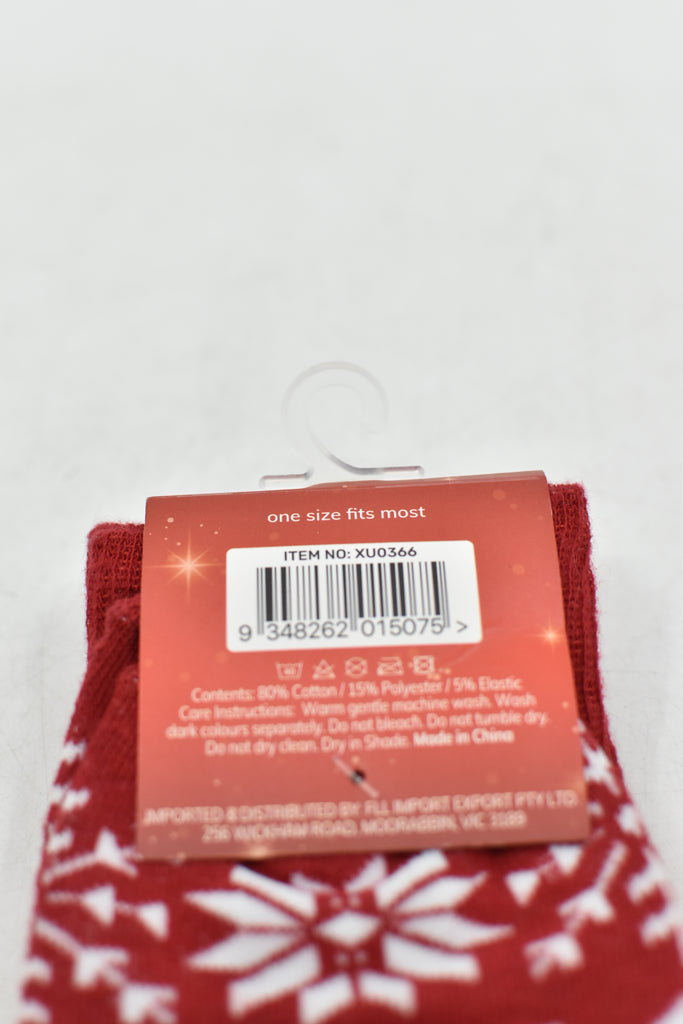 one size fits most
ITEM NO: XU0366
9 348262 015075 >
Contents: 80% Cotton / 15% Polyester / 5% Elastic
Care Instructions: Warm gentle machine wash. Wash
dark colours separately. Do not bleach. Do not tumble dry.
Do not dry clean. Dry in Shade. Made in China
IMPORTED & DISTRIBUTED BY: IMPORT EXPORT PTY LTD
256 WICKHAM ROAD, MOORABBIN, VIC 3189